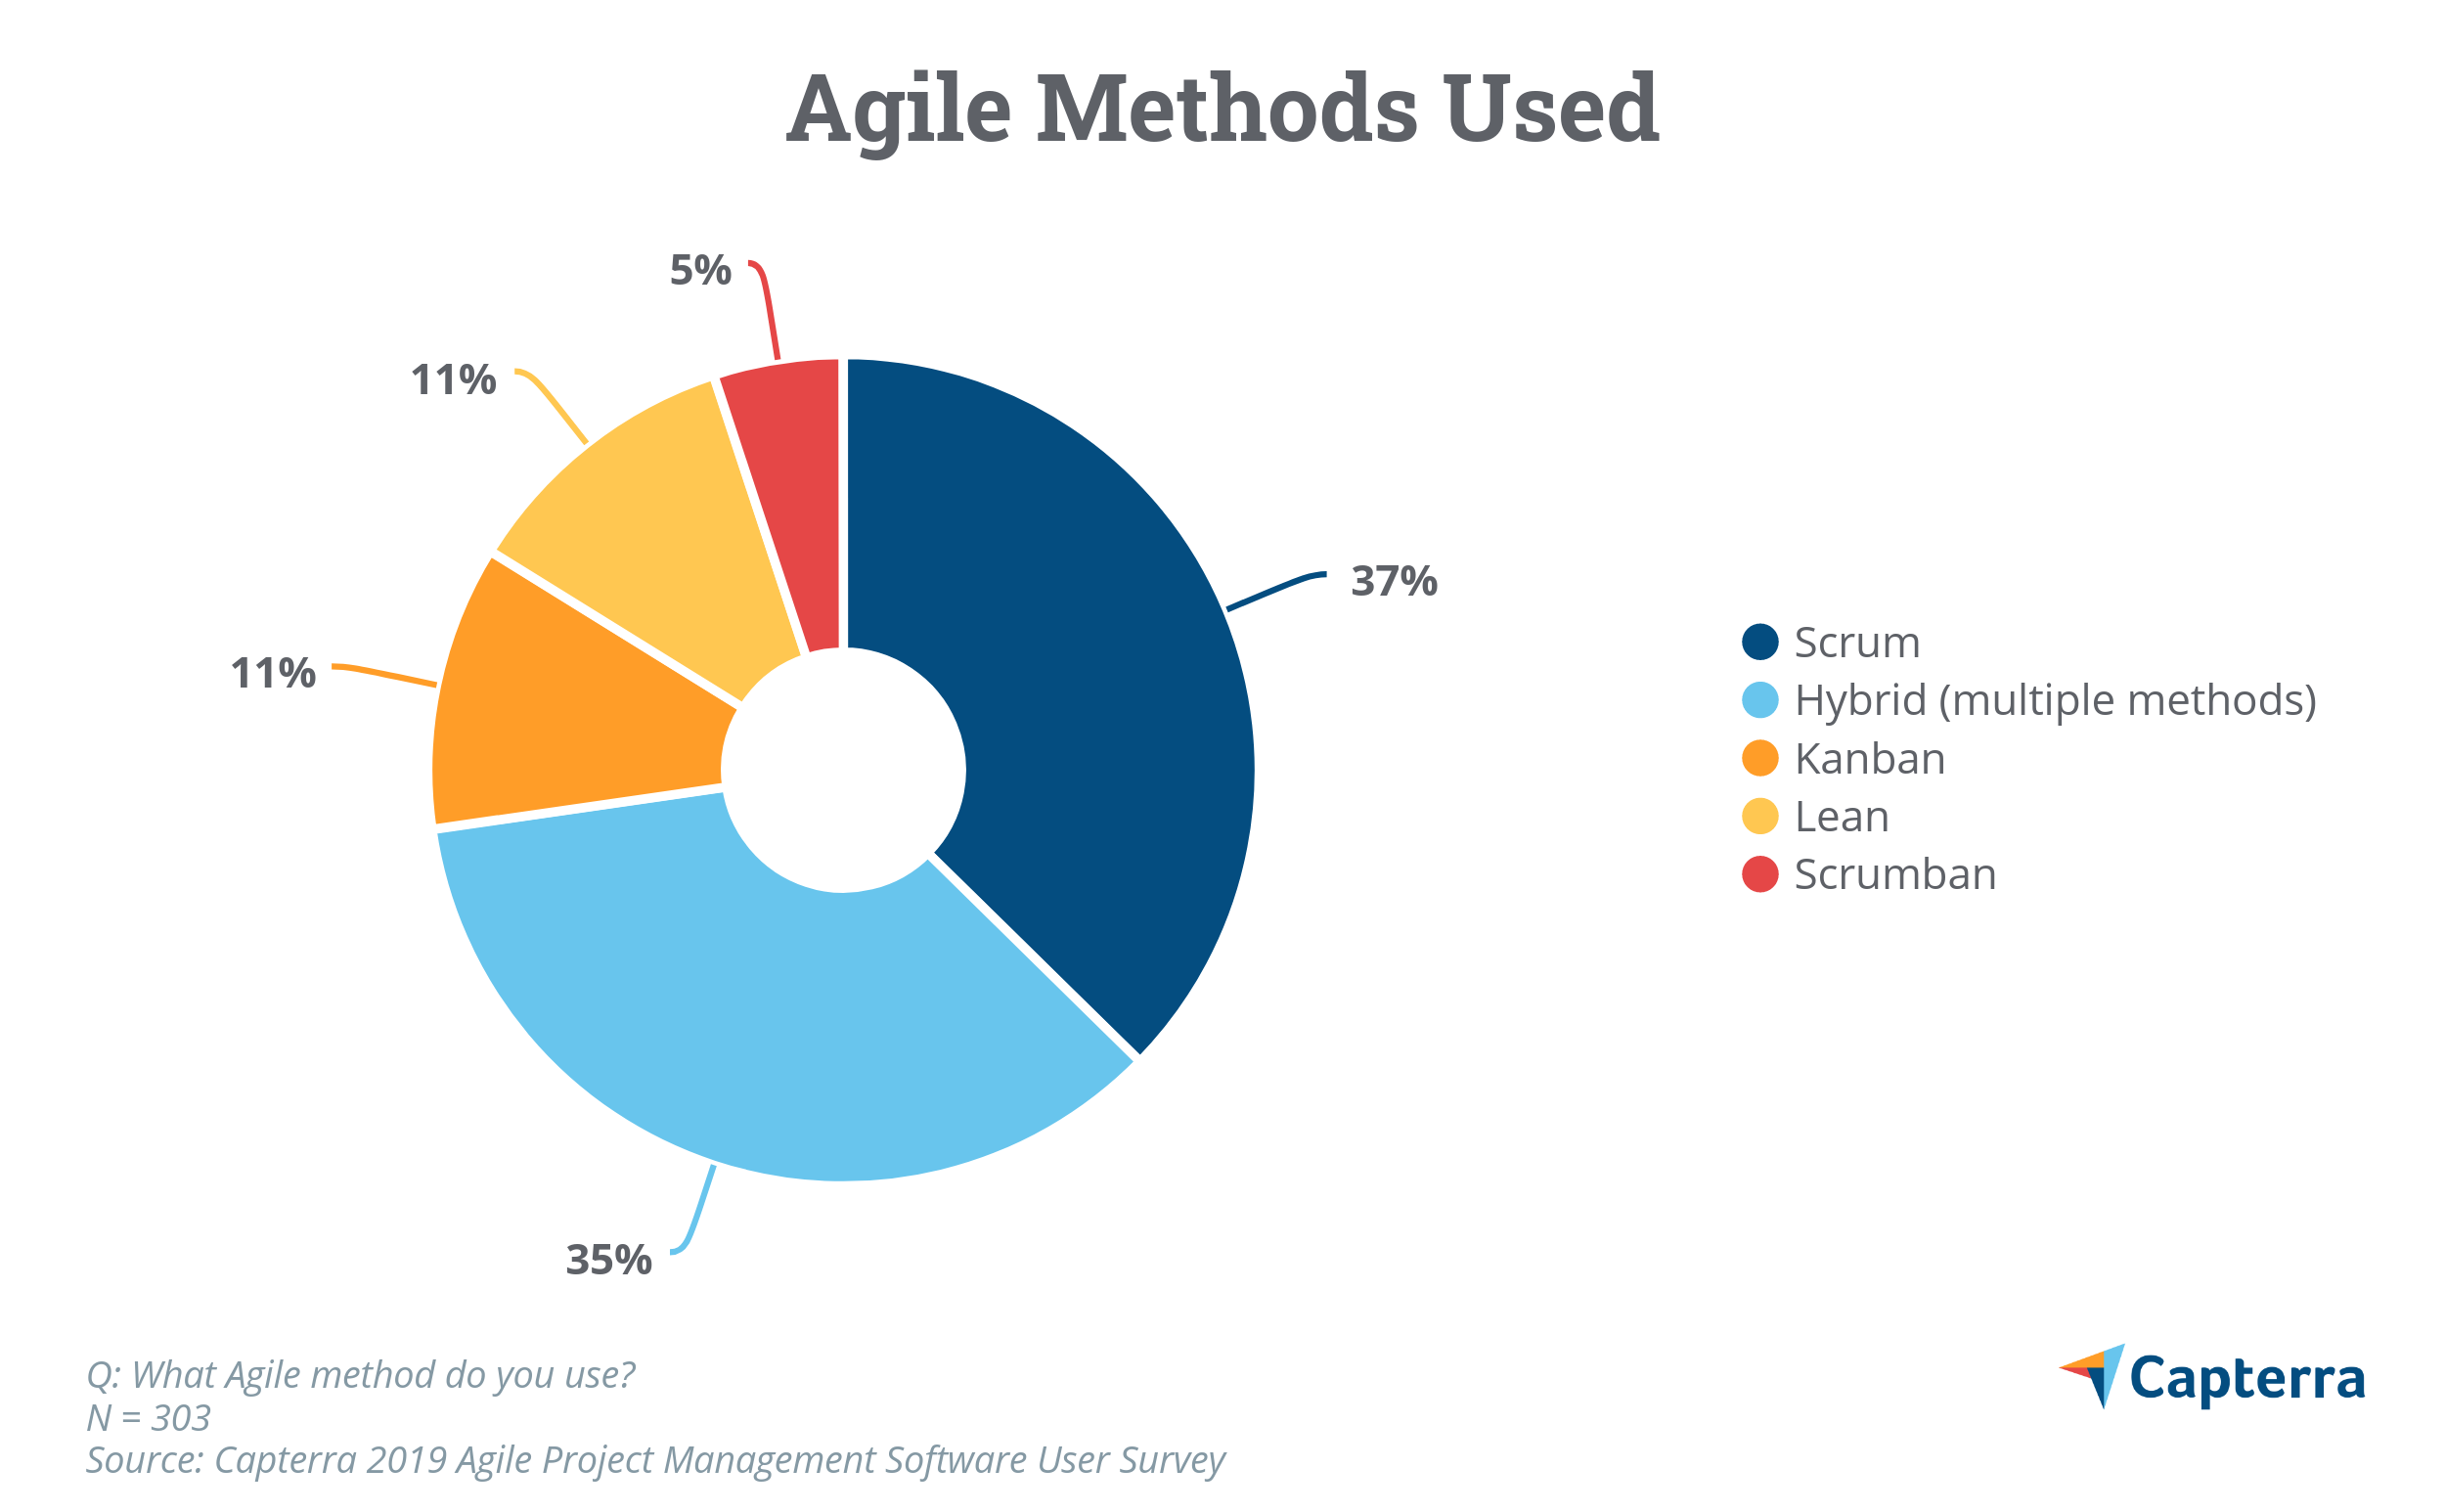 Agile Methods Used
5%
11%
37%
11%
35%
Scrum
Hybrid (multiple methods)
Kanban
Lean
Scrumban
Q: What Agile method do you use?
N = 303
Source: Capterra 2019 Agile Project Management Software User Survey
Capterra